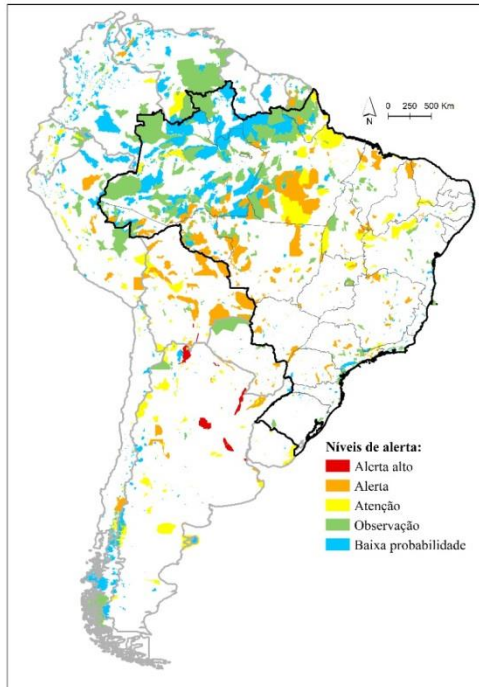 0 250 500 Km
N
Níveis de alerta:
Alerta alto
Alerta
Atenção
Observação
Baixa probabilidade